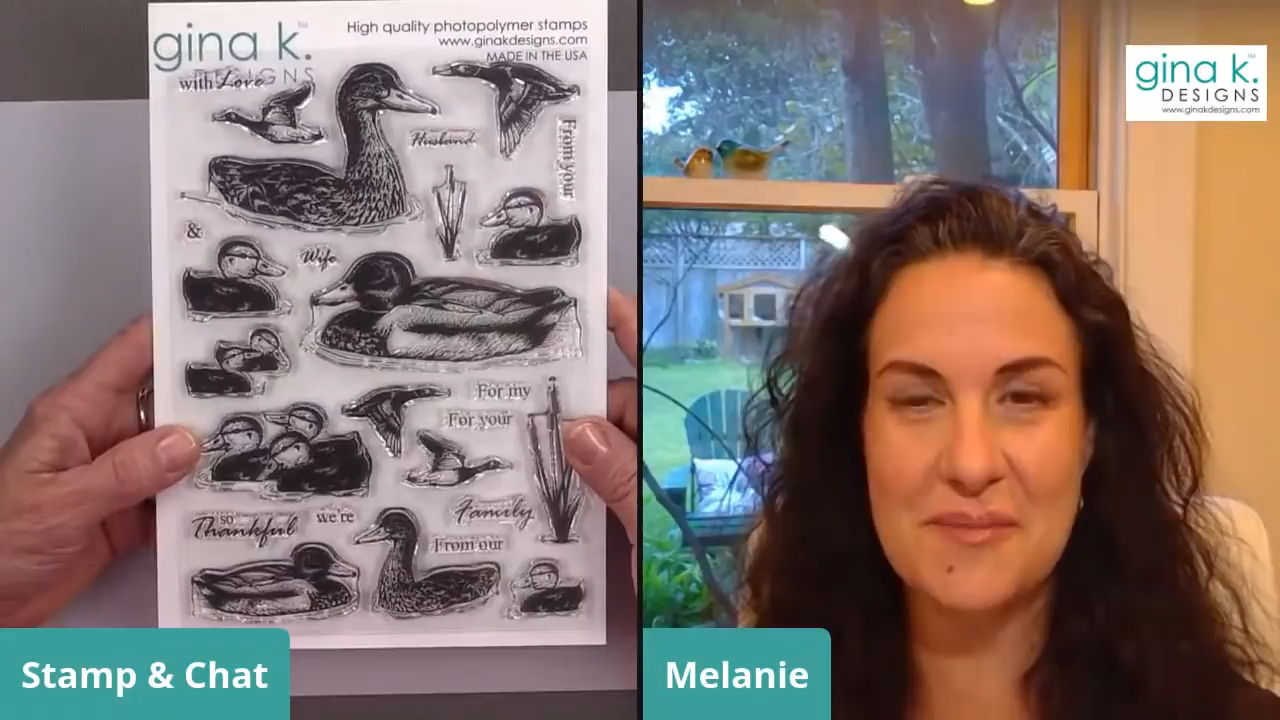 gina k.™
DESIGNS
High quality photopolymer stamps
www.ginakdesigns.com
MADE IN THE USA
with Love
Husband
From your
&
Wife
For my
For your
so
Thankful
we're
Family
From our
Stamp & Chat
gina k.™
DESIGNS
www.ginakdesigns.com
Melanie